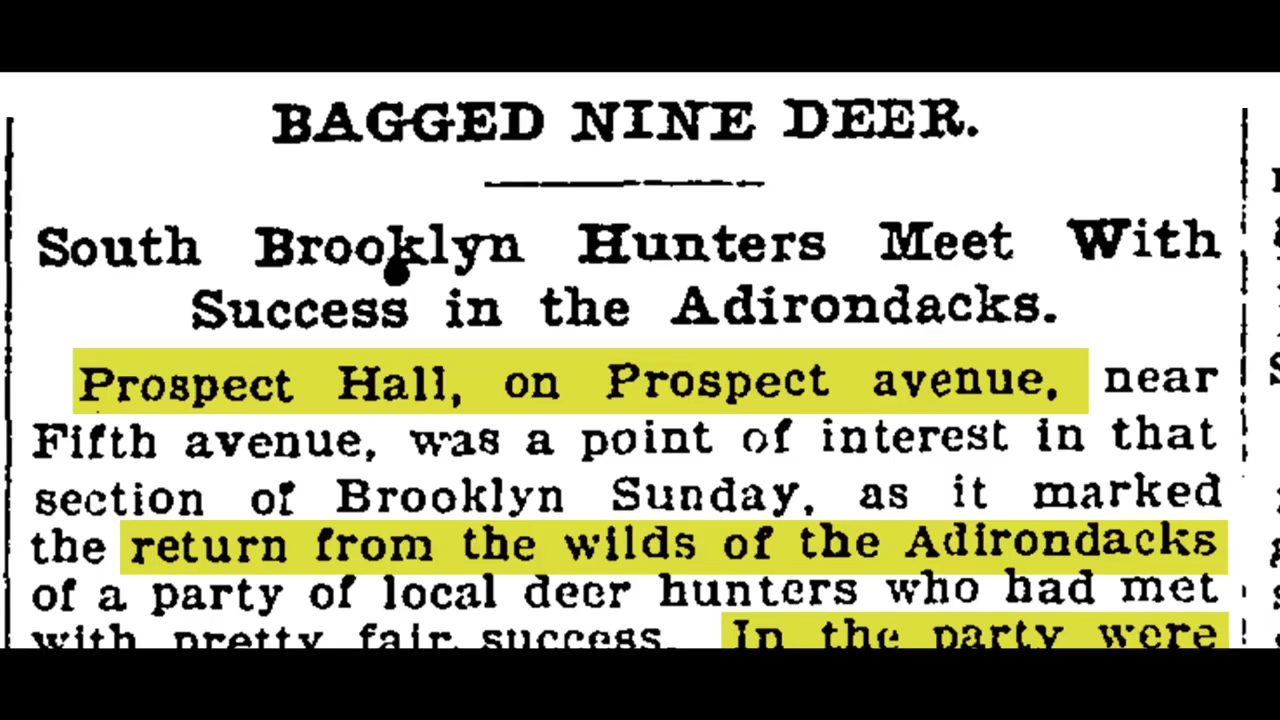 BAGGED NINE DEER.
South Brooklyn Hunters Meet With
Success in the Adirondacks.
Prospect Hall, on Prospect avenue, near
Fifth avenue, was a point of interest in that
section of Brooklyn Sunday, as it marked
the return from the wilds of the Adirondacks
of a party of local deer hunters who had met
with pretty fair success. In the party were